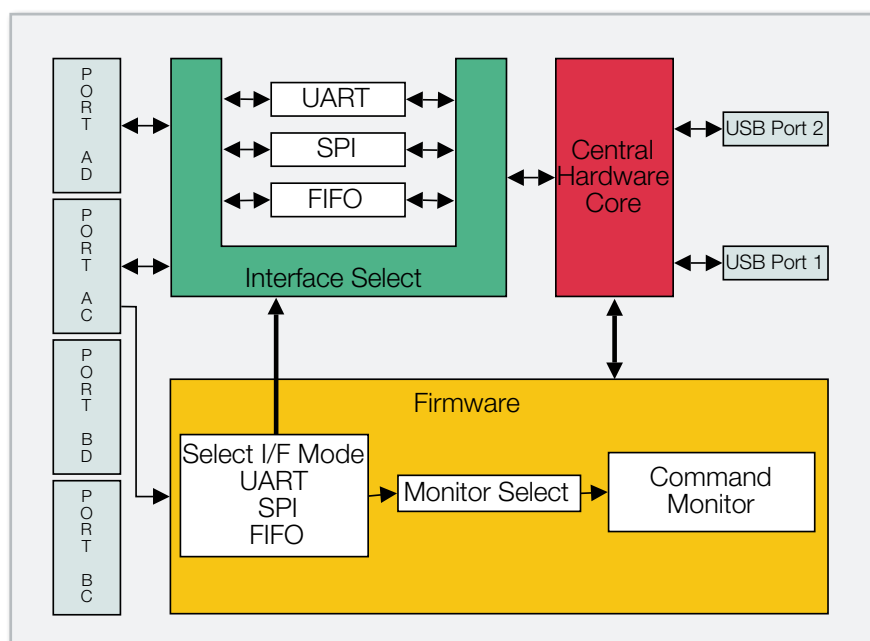 PORT AD
PORT AC
PORT BD
PORT BC
UART
SPI
FIFO
Interface Select
Central
Hardware
Core
USB Port 2
USB Port 1
Firmware
Select I/F Mode
UART
SPI
FIFO
Monitor Select
Command
Monitor